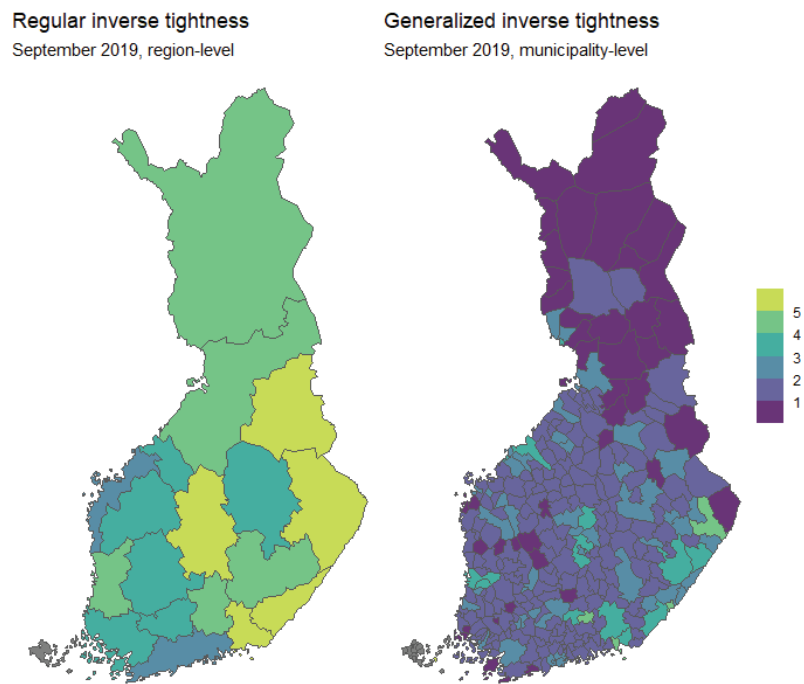 Regular inverse tightness
September 2019, region-level
Generalized inverse tightness
September 2019, municipality-level
5
4
3
2
1